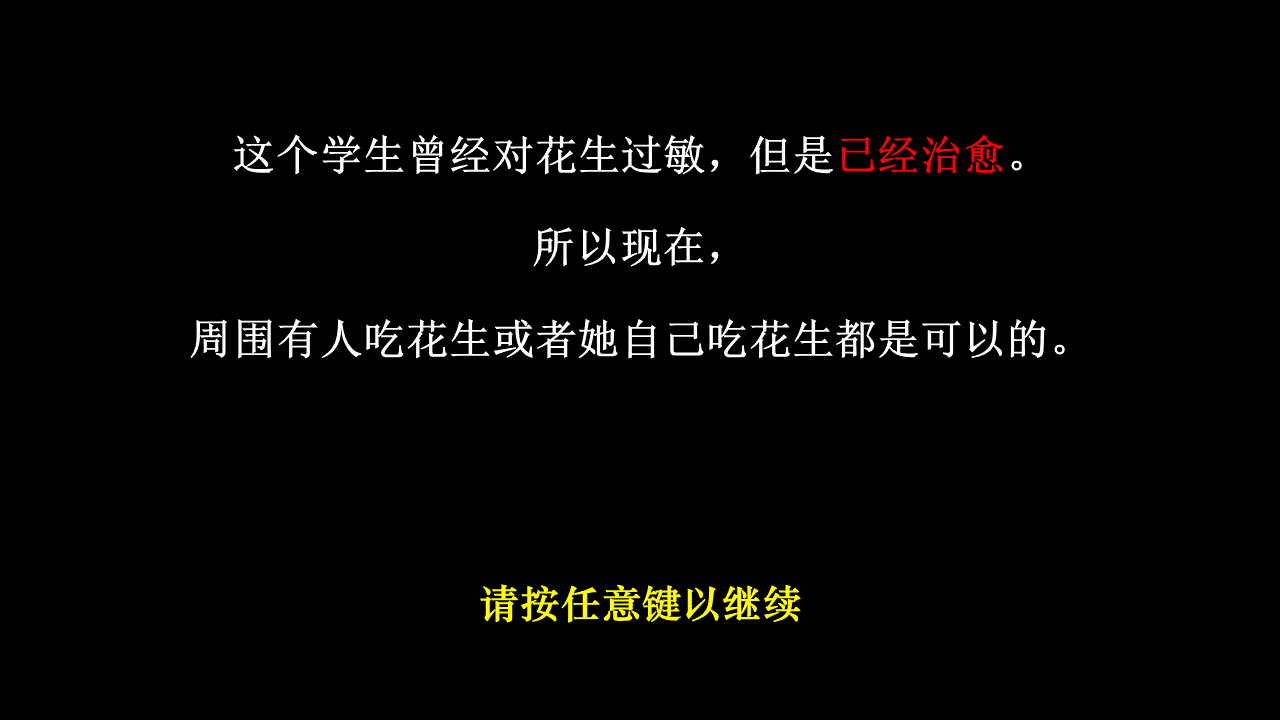 这个学生曾经对花生过敏，但是已经治愈。
所以现在，
周围有人吃花生或者她自己吃花生都是可以的。
请按任意键以继续